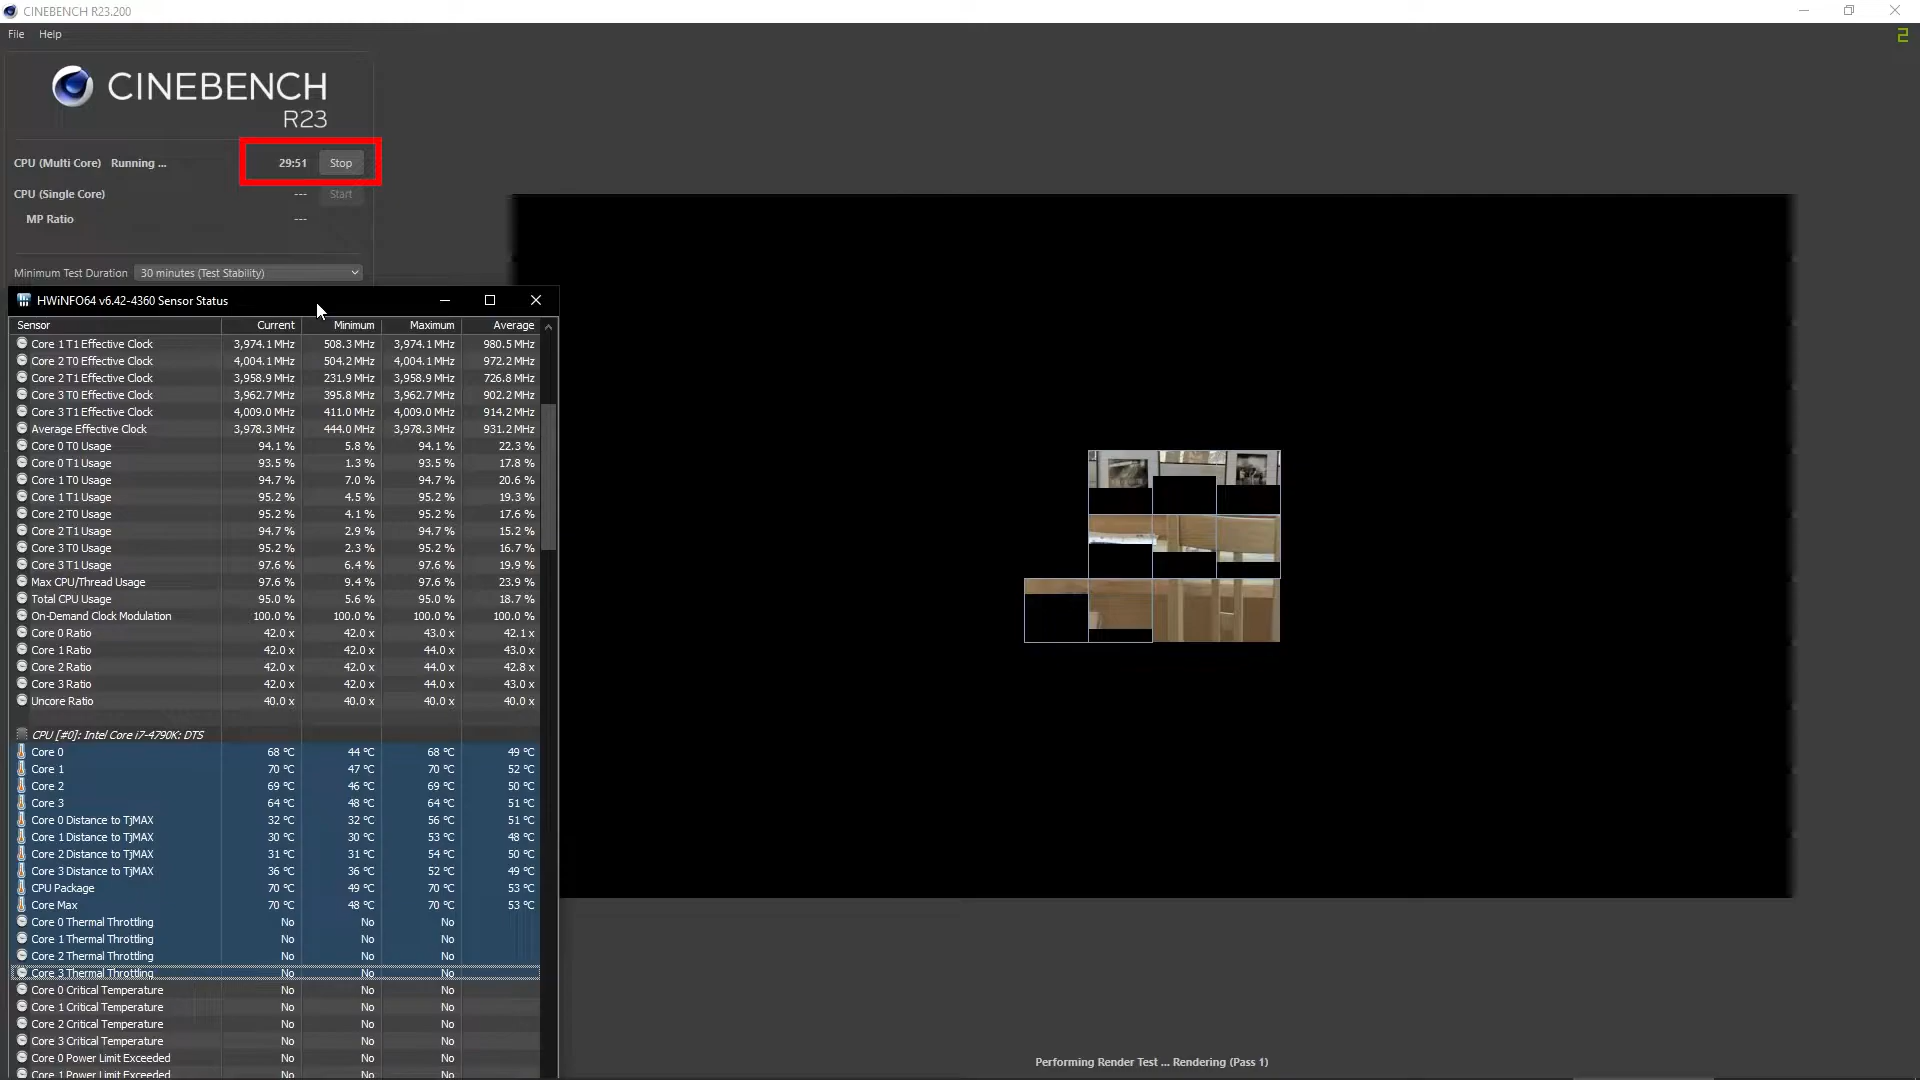 CINEBENCH R23.200
File Help
2
CINEBENCH
R23
CPU (Multi Core) Running ... 29:51 Stop
CPU (Single Core) --- Start
MP Ratio ---
Minimum Test Duration 30 minutes (Test Stability)
HWiNFO64 v6.42-4360 Sensor Status
Sensor Current Minimum Maximum Average
Core 1 T1 Effective Clock 3,974.1 MHz 508.3 MHz 3,974.1 MHz 980.5 MHz
Core 2 T0 Effective Clock 4,004.1 MHz 504.2 MHz 4,004.1 MHz 972.2 MHz
Core 2 T1 Effective Clock 3,958.9 MHz 231.9 MHz 3,958.9 MHz 726.8 MHz
Core 3 T0 Effective Clock 3,962.7 MHz 395.8 MHz 3,962.7 MHz 902.2 MHz
Core 3 T1 Effective Clock 4,009.0 MHz 411.0 MHz 4,009.0 MHz 914.2 MHz
Average Effective Clock 3,978.3 MHz 444.0 MHz 3,978.3 MHz 931.2 MHz
Core 0 T0 Usage 94.1 % 5.8 % 94.1 % 22.3 %
Core 0 T1 Usage 93.5 % 1.3 % 93.5 % 17.8 %
Core 1 T0 Usage 94.7 % 7.0 % 94.7 % 20.6 %
Core 1 T1 Usage 95.2 % 4.5 % 95.2 % 19.3 %
Core 2 T0 Usage 95.2 % 4.1 % 95.2 % 17.6 %
Core 2 T1 Usage 94.7 % 2.9 % 94.7 % 15.2 %
Core 3 T0 Usage 95.2 % 2.3 % 95.2 % 16.7 %
Core 3 T1 Usage 97.6 % 6.4 % 97.6 % 19.9 %
Max CPU/Thread Usage 97.6 % 9.4 % 97.6 % 23.9 %
Total CPU Usage 95.0 % 5.6 % 95.0 % 18.7 %
On-Demand Clock Modulation 100.0 % 100.0 % 100.0 % 100.0 %
Core 0 Ratio 42.0 x 42.0 x 43.0 x 42.1 x
Core 1 Ratio 42.0 x 42.0 x 44.0 x 43.0 x
Core 2 Ratio 42.0 x 42.0 x 44.0 x 42.8 x
Core 3 Ratio 42.0 x 42.0 x 44.0 x 43.0 x
Uncore Ratio 40.0 x 40.0 x 40.0 x 40.0 x
CPU [#0]: Intel Core i7-4790K: DTS
Core 0 68 °C 44 °C 68 °C 49 °C
Core 1 70 °C 47 °C 70 °C 52 °C
Core 2 69 °C 46 °C 69 °C 50 °C
Core 3 64 °C 48 °C 64 °C 51 °C
Core 0 Distance to TjMAX 32 °C 32 °C 56 °C 51 °C
Core 1 Distance to TjMAX 30 °C 30 °C 53 °C 48 °C
Core 2 Distance to TjMAX 31 °C 31 °C 54 °C 50 °C
Core 3 Distance to TjMAX 36 °C 36 °C 52 °C 49 °C
CPU Package 70 °C 49 °C 70 °C 53 °C
Core Max 70 °C 48 °C 70 °C 53 °C
Core 0 Thermal Throttling No No No
Core 1 Thermal Throttling No No No
Core 2 Thermal Throttling No No No
Core 3 Thermal Throttling No No No
Core 0 Critical Temperature No No No
Core 1 Critical Temperature No No No
Core 2 Critical Temperature No No No
Core 3 Critical Temperature No No No
Core 0 Power Limit Exceeded No No No
Core 1 Power Limit Exceeded No No No
Performing Render Test ... Rendering (Pass 1)